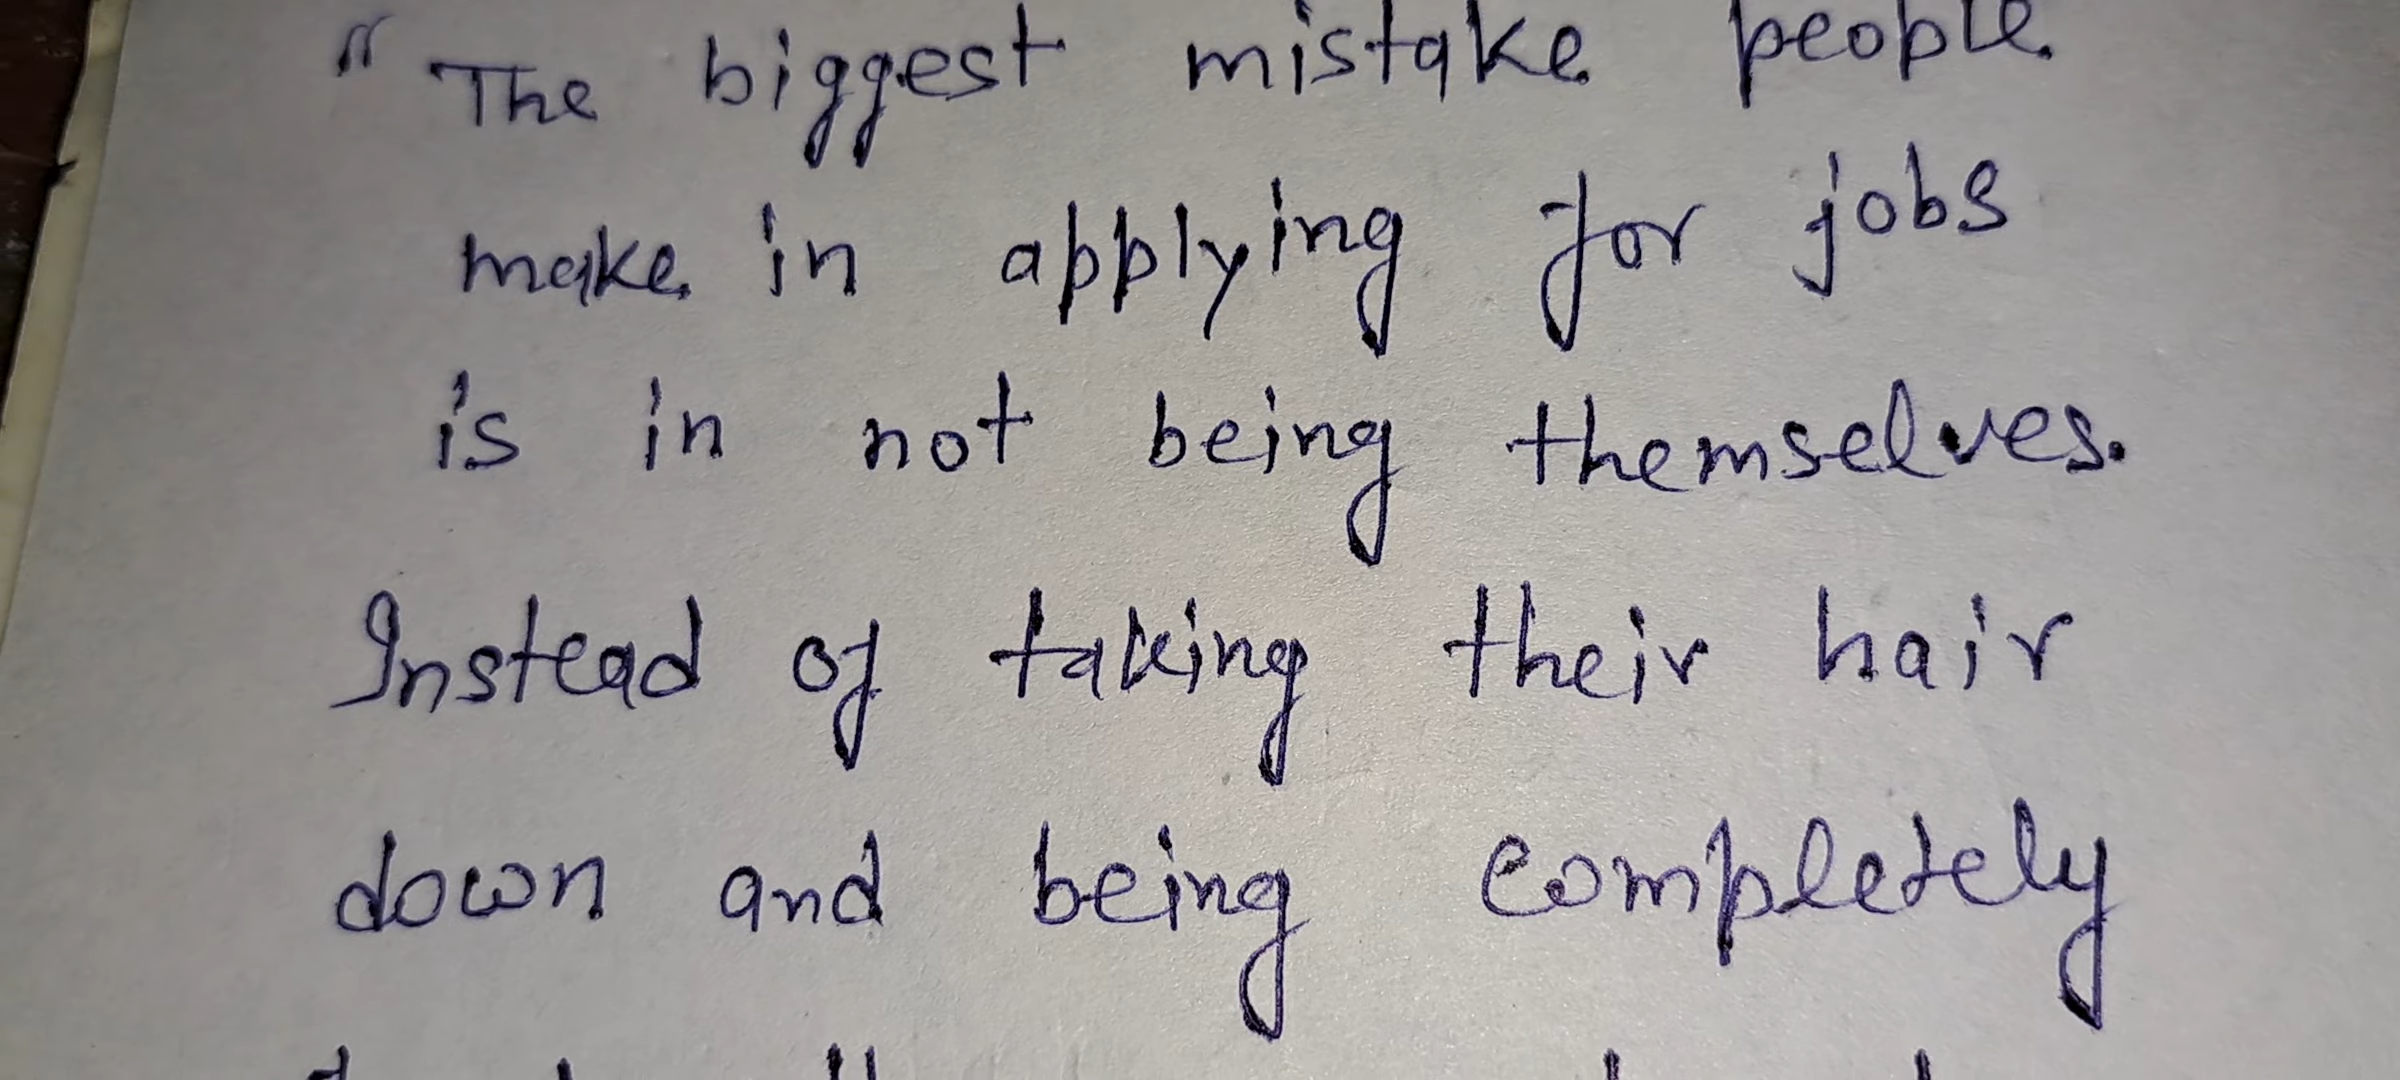 "The biggest mistake people
make in applying for jobs
is in not being themselves.
Instead of taking their hair
down and being completely